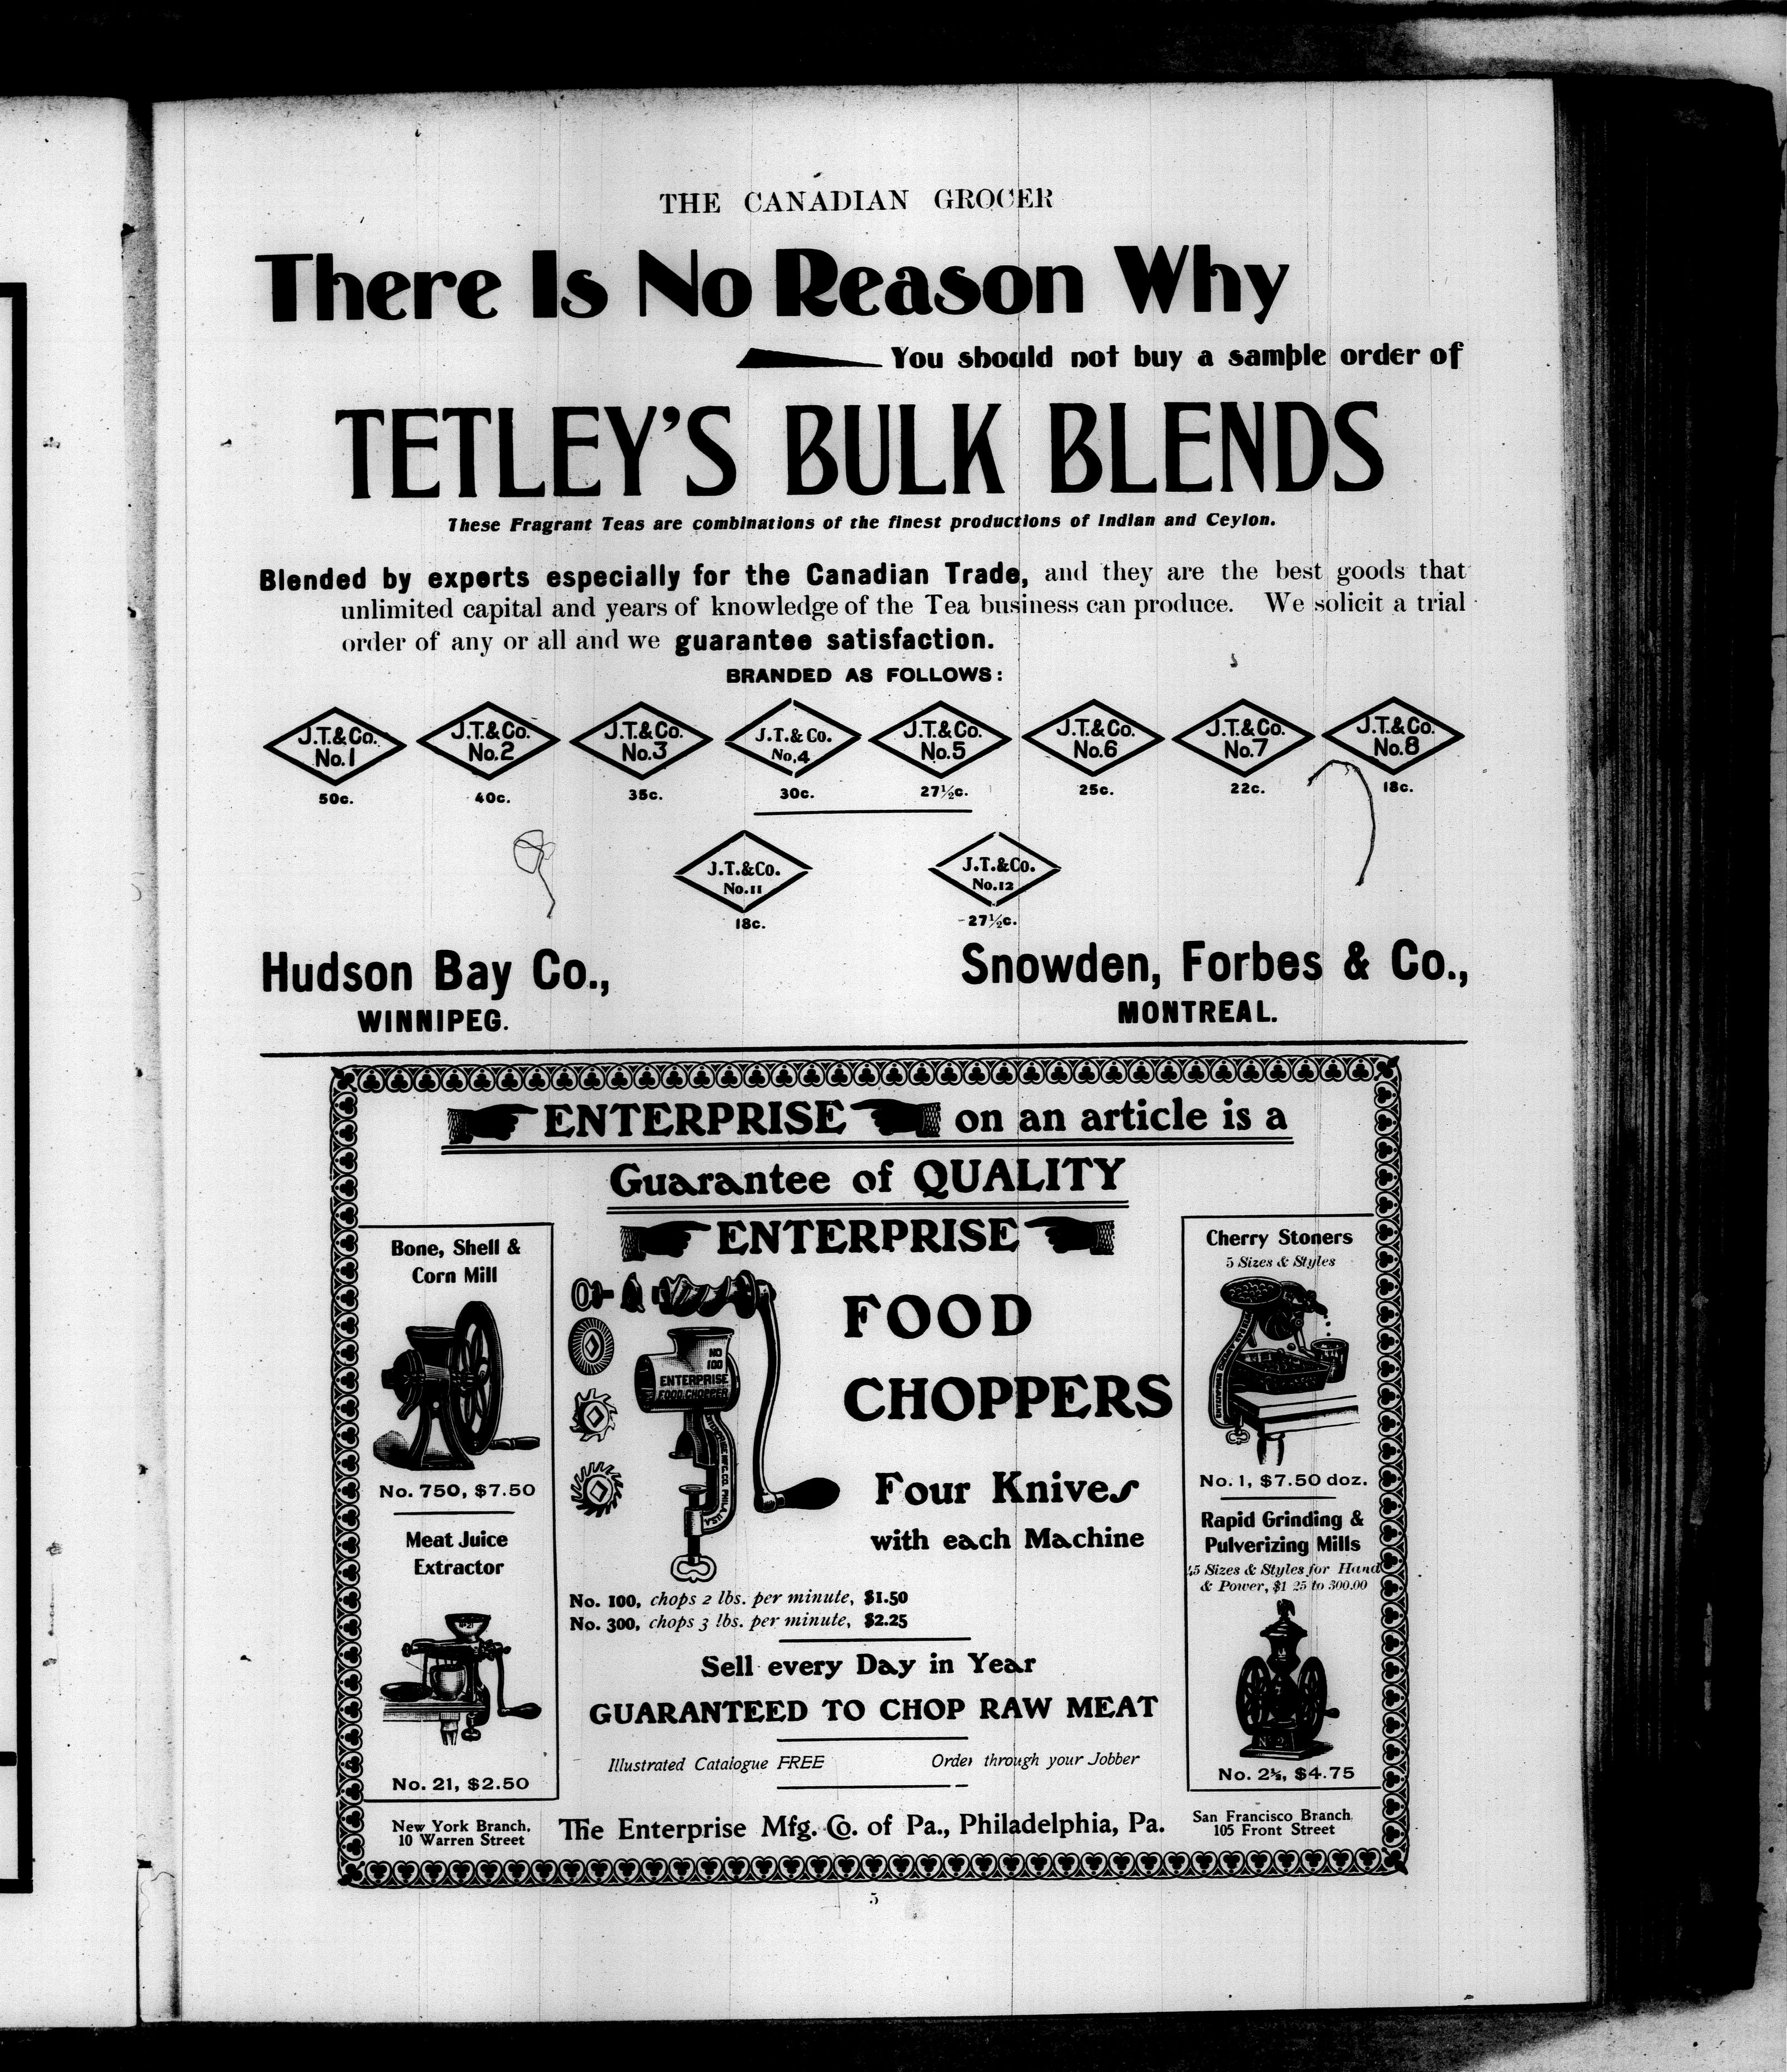 THE CANADIAN GROCER
There Is No Reason Why
You should not buy a sample order of
TETLEY'S BULK BLENDS
These Fragrant Teas are combinations of the finest productions of Indian and Ceylon.
Blended by experts especially for the Canadian Trade, and they are the best goods that
unlimited capital and years of knowledge of the Tea business can produce. We solicit a trial
order of any or all and we guarantee satisfaction.
BRANDED AS FOLLOWS:
J.T.&Co. No.1
J.T.&Co. No.2
J.T.&Co. No.3
J.T.&Co. No.4
J.T.&Co. No.5
J.T.&Co. No.6
J.T.&Co. No.7
J.T.&Co. No.8
50c. 40c. 35c. 30c. 27½c. 25c. 22c. 18c.
J.T.&Co. No.11
J.T.&Co. No.12
18c. 27½c.
Hudson Bay Co.,
WINNIPEG.
Snowden, Forbes & Co.,
MONTREAL.
ENTERPRISE on an article is a
Guarantee of QUALITY
ENTERPRISE
Bone, Shell &
Corn Mill
No. 750, $7.50
Meat Juice
Extractor
No. 21, $2.50
NO
100
ENTERPRISE
FOOD CHOPPER
FOOD
CHOPPERS
Four Knives
with each Machine
No. 100, chops 2 lbs. per minute, $1.50
No. 300, chops 3 lbs. per minute, $2.25
Sell every Day in Year
GUARANTEED TO CHOP RAW MEAT
Illustrated Catalogue FREE
Order through your Jobber
Cherry Stoners
5 Sizes & Styles
No. 1, $7.50 doz.
Rapid Grinding &
Pulverizing Mills
45 Sizes & Styles for Hand
& Power, $1 25 to 300.00
No 2
No. 2½, $4.75
New York Branch,
10 Warren Street
The Enterprise Mfg. Co. of Pa., Philadelphia, Pa.
San Francisco Branch
105 Front Street
5